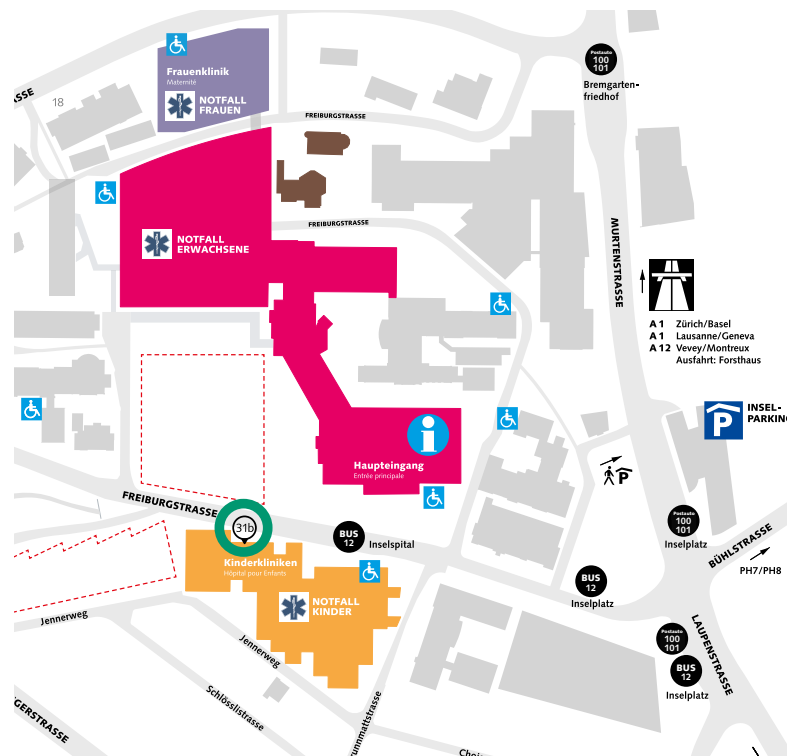 Frauenklinik
Maternité
NOTFALL
FRAUEN
18
Postauto
100
101
Bremgarten-
friedhof
FREIBURGSTRASSE
NOTFALL
ERWACHSENE
FREIBURGSTRASSE
MURTENSTRASSE
A 1 Zürich/Basel
A 1 Lausanne/Geneva
A 12 Vevey/Montreux
Ausfahrt: Forsthaus
P
INSEL-
i
Haupteingang
Entrée principale
P
FREIBURGSTRASSE
31b
BUS
12
Inselspital
Kinderkliniken
Hôpital pour Enfants
NOTFALL
KINDER
Postauto
100
101
Inselplatz
BÜHLSTRASSE
PH7/PH8
BUS
12
Inselplatz
Jennerweg
Jennerweg
Postauto
100
101
BUS
12
Inselplatz
LAUPENSTRASSE
Schlösslistrasse